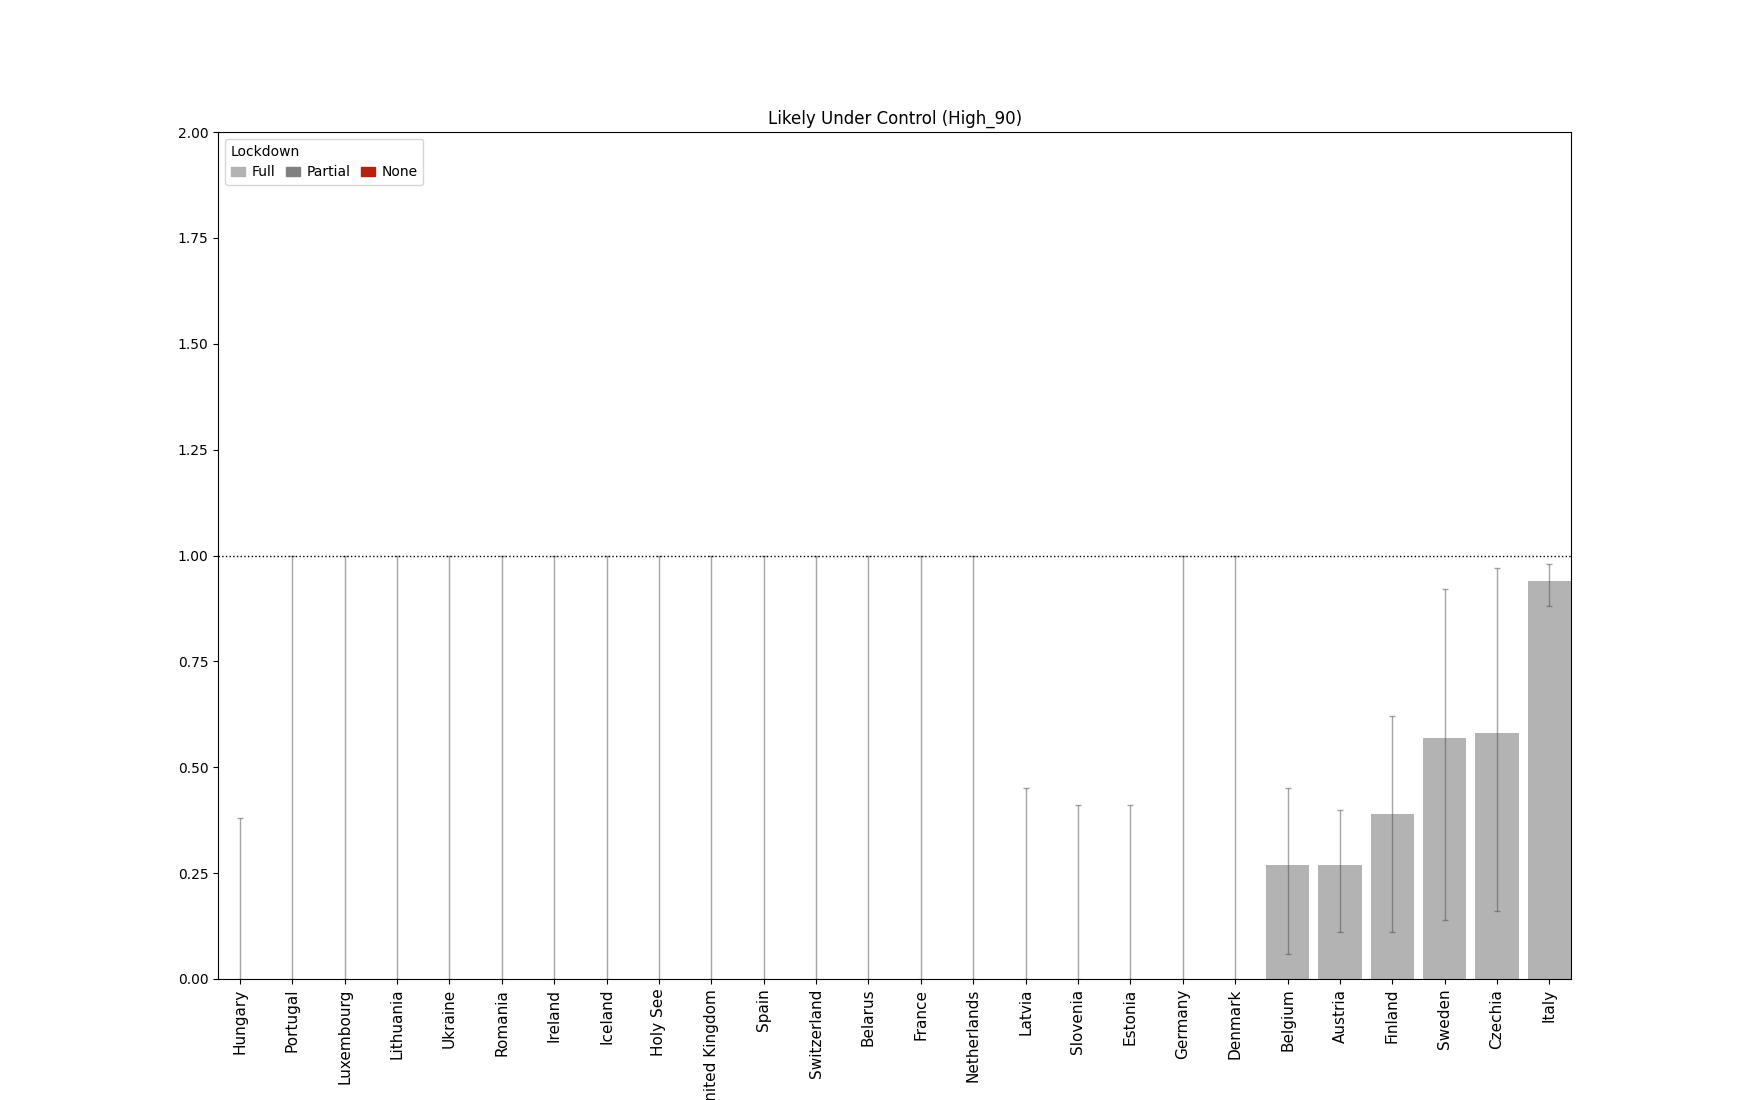 Likely Under Control (High_90)
2.00
Lockdown
Full Partial None
1.75
1.50
1.25
1.00
0.75
0.50
0.25
0.00
Hungary
Portugal
Luxembourg
Lithuania
Ukraine
Romania
Ireland
Iceland
Holy See
nited Kingdom
Spain
Switzerland
Belarus
France
Netherlands
Latvia
Slovenia
Estonia
Germany
Denmark
Belgium
Austria
Finland
Sweden
Czechia
Italy